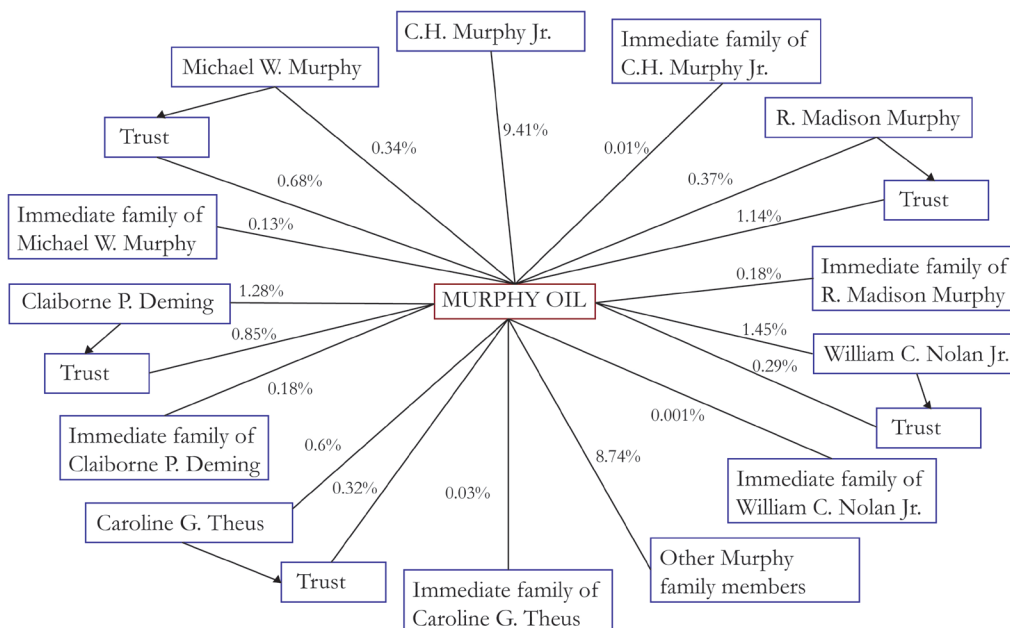 C.H. Murphy Jr.
Immediate family of
C.H. Murphy Jr.
Michael W. Murphy
R. Madison Murphy
Trust
0.34%
9.41%
0.01%
0.68%
0.37%
Trust
Immediate family of
Michael W. Murphy
0.13%
1.14%
Immediate family of
R. Madison Murphy
0.18%
Claiborne P. Deming
1.28%
MURPHY OIL
0.85%
1.45%
William C. Nolan Jr.
Trust
0.29%
0.18%
0.001%
Trust
Immediate family of
Claiborne P. Deming
0.6%
8.74%
Immediate family of
William C. Nolan Jr.
0.32%
0.03%
Caroline G. Theus
Trust
Immediate family of
Caroline G. Theus
Other Murphy
family members